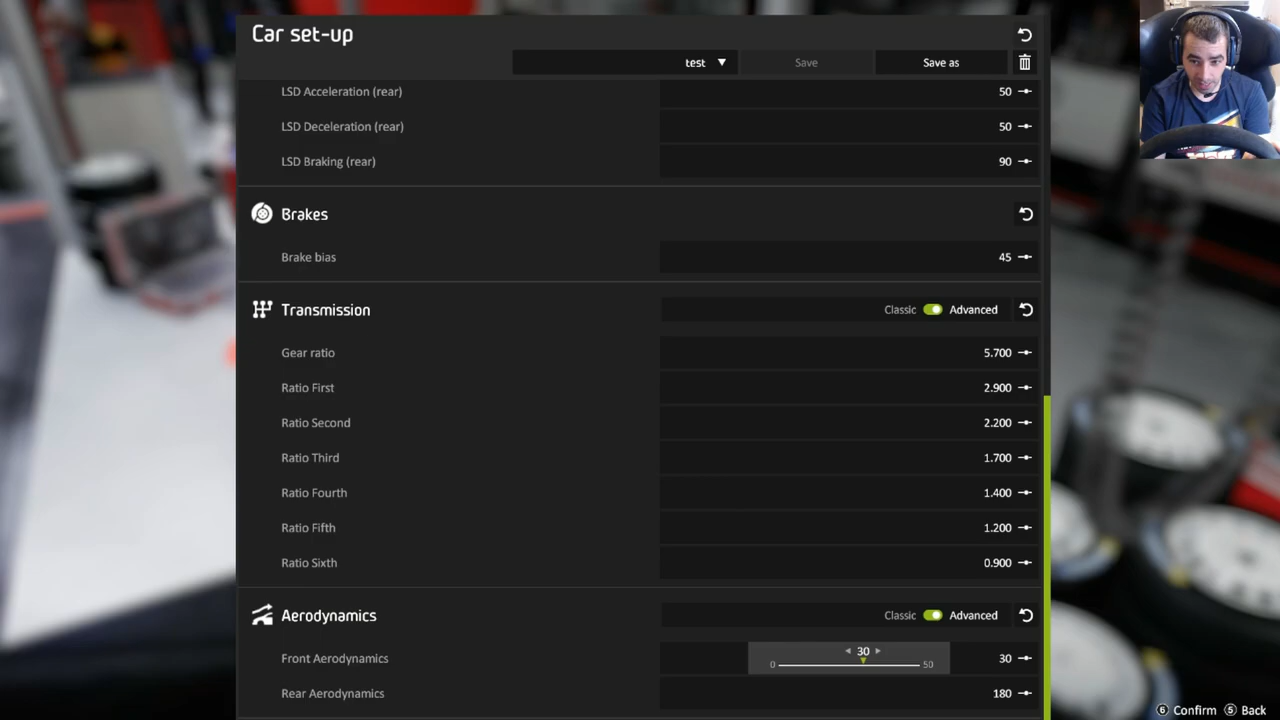 Car set-up
test ▼ Save Save as
LSD Acceleration (rear) 50
LSD Deceleration (rear) 50
LSD Braking (rear) 90
Brakes
Brake bias 45
Transmission Classic Advanced
Gear ratio 5.700
Ratio First 2.900
Ratio Second 2.200
Ratio Third 1.700
Ratio Fourth 1.400
Ratio Fifth 1.200
Ratio Sixth 0.900
Aerodynamics Classic Advanced
Front Aerodynamics 0 30 50 30
Rear Aerodynamics 180
6 Confirm 5 Back